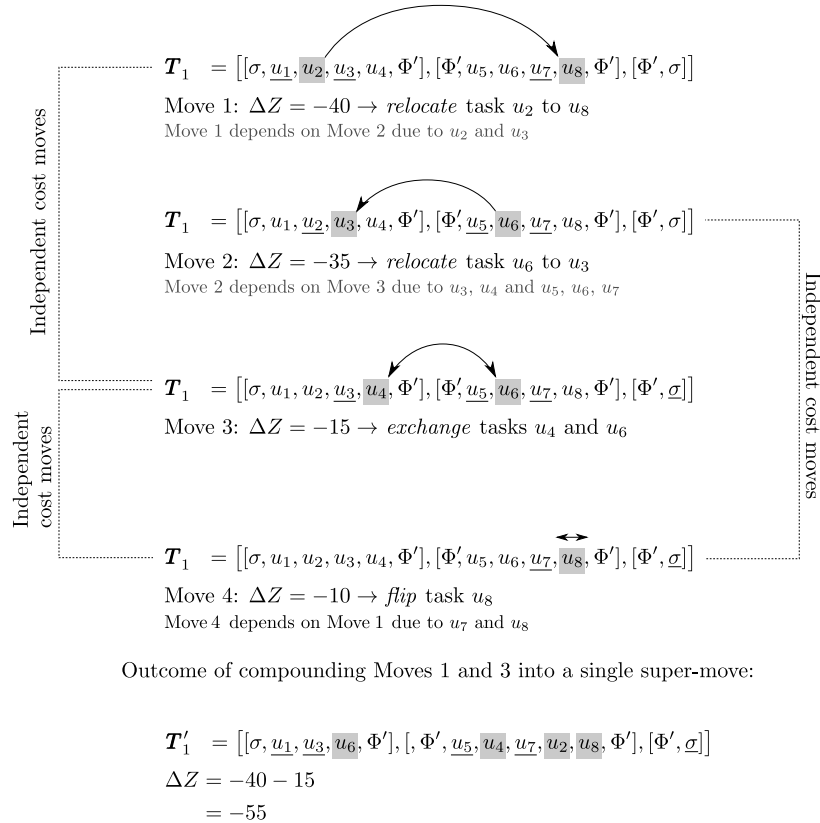 T₁ = [[σ, u₁, u₂, u₃, u₄, Φ′], [Φ′, u₅, u₆, u₇, u₈, Φ′], [Φ′, σ]]
Move 1: ΔZ = −40 → relocate task u₂ to u₈
Move 1 depends on Move 2 due to u₂ and u₃
Independent cost moves
T₁ = [[σ, u₁, u₂, u₃, u₄, Φ′], [Φ′, u₅, u₆, u₇, u₈, Φ′], [Φ′, σ]]
Move 2: ΔZ = −35 → relocate task u₆ to u₃
Move 2 depends on Move 3 due to u₃, u₄ and u₅, u₆, u₇
Independent cost moves
T₁ = [[σ, u₁, u₂, u₃, u₄, Φ′], [Φ′, u₅, u₆, u₇, u₈, Φ′], [Φ′, σ]]
Move 3: ΔZ = −15 → exchange tasks u₄ and u₆
Independent
cost moves
T₁ = [[σ, u₁, u₂, u₃, u₄, Φ′], [Φ′, u₅, u₆, u₇, u₈, Φ′], [Φ′, σ]]
Move 4: ΔZ = −10 → flip task u₈
Move 4 depends on Move 1 due to u₇ and u₈
Outcome of compounding Moves 1 and 3 into a single super-move:
T′₁ = [[σ, u₁, u₃, u₆, Φ′], [, Φ′, u₅, u₄, u₇, u₂, u₈, Φ′], [Φ′, σ]]
ΔZ = −40 − 15
= −55